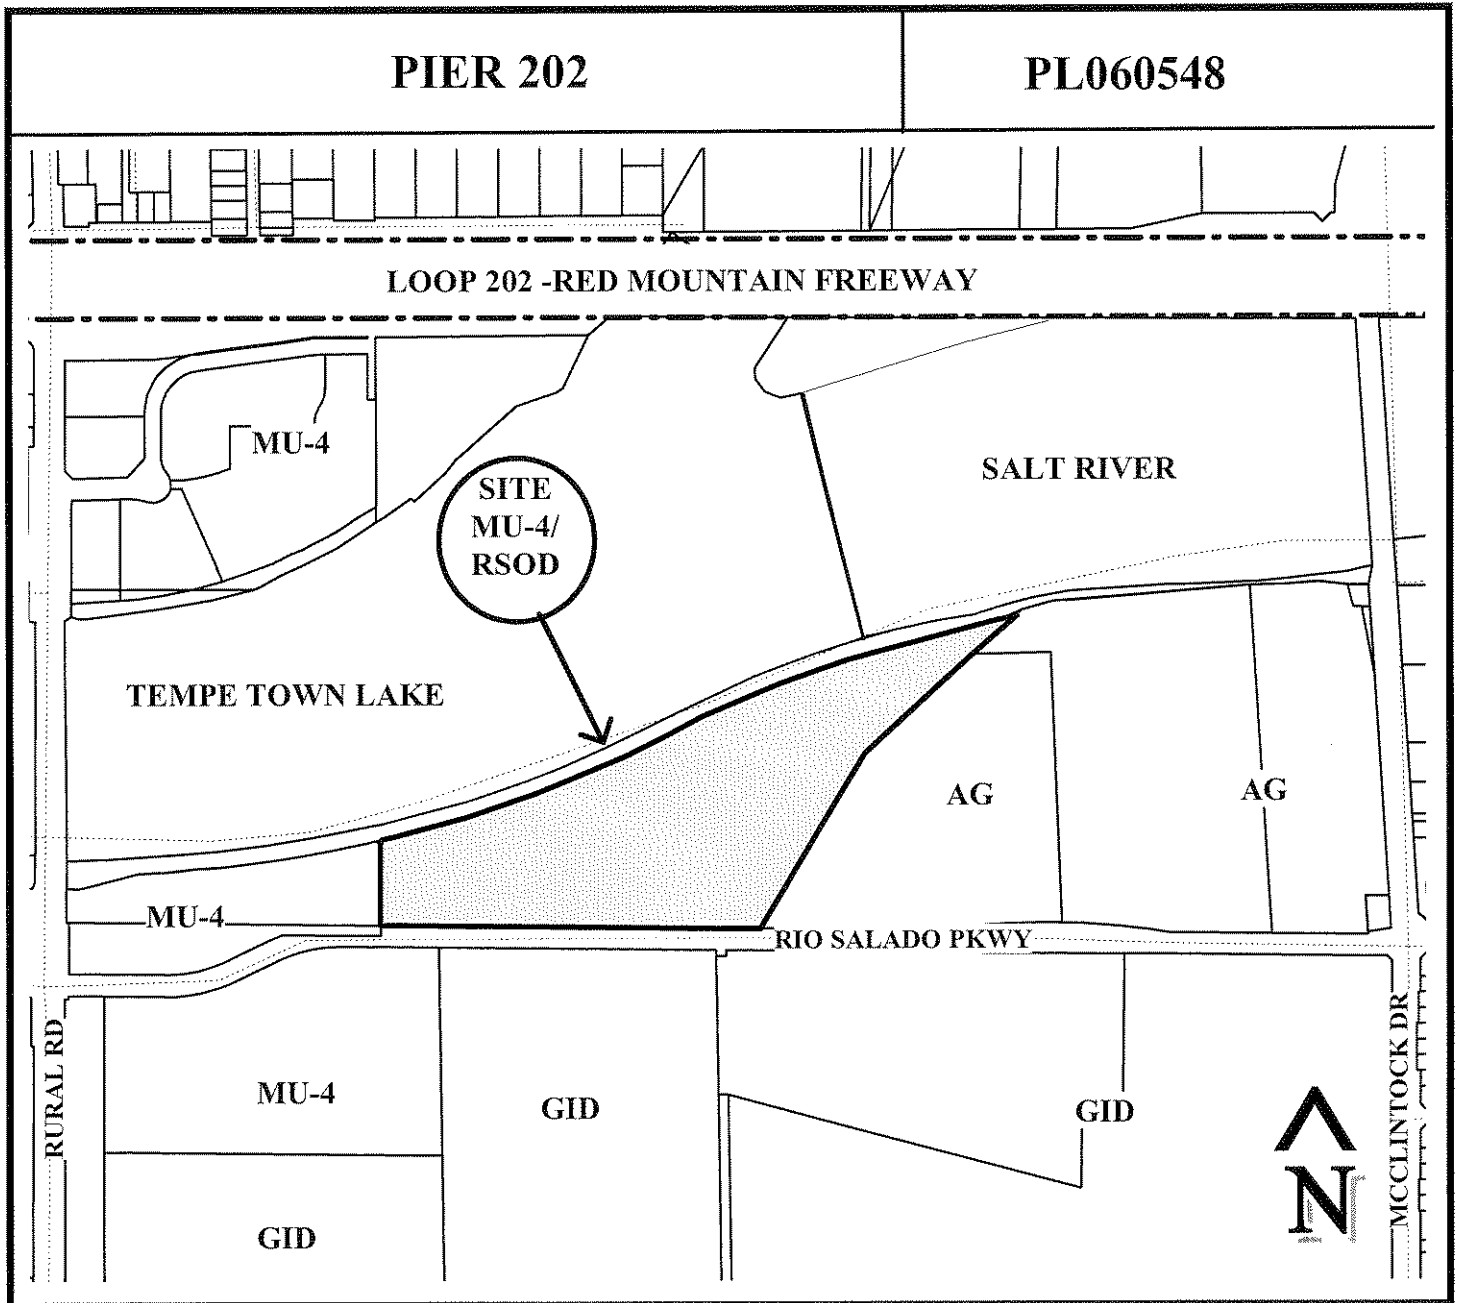 PIER 202
PL060548
LOOP 202 -RED MOUNTAIN FREEWAY
MU-4
SITE
MU-4/
RSOD
SALT RIVER
TEMPE TOWN LAKE
AG
AG
MU-4
RIO SALADO PKWY
RURAL RD
MU-4
GID
GID
MCCLINTOCK DR
GID
N